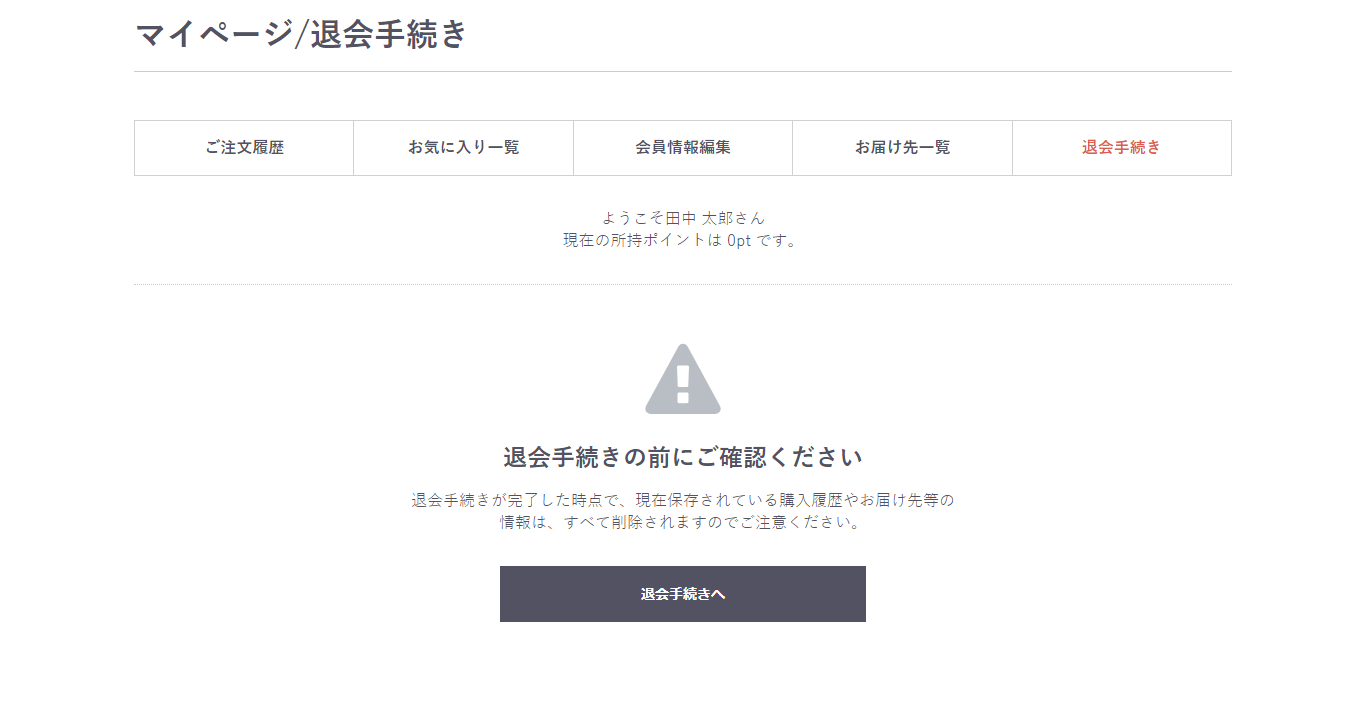 マイページ/退会手続き
ご注文履歴
お気に入り一覧
会員情報編集
お届け先一覧
退会手続き
ようこそ田中 太郎さん
現在の所持ポイントは 0pt です。
退会手続きの前にご確認ください
退会手続きが完了した時点で、現在保存されている購入履歴やお届け先等の
情報は、すべて削除されますのでご注意ください。
退会手続きへ